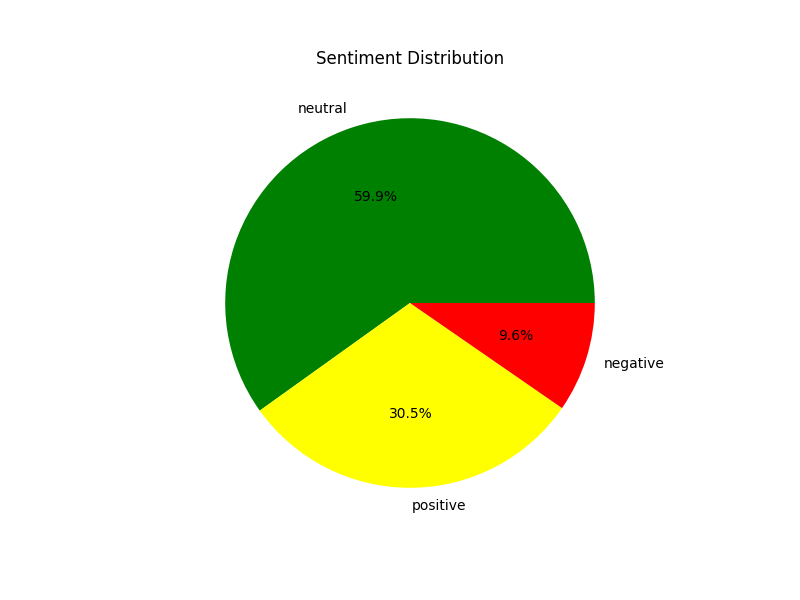 Sentiment Distribution
neutral
59.9%
9.6%
negative
30.5%
positive